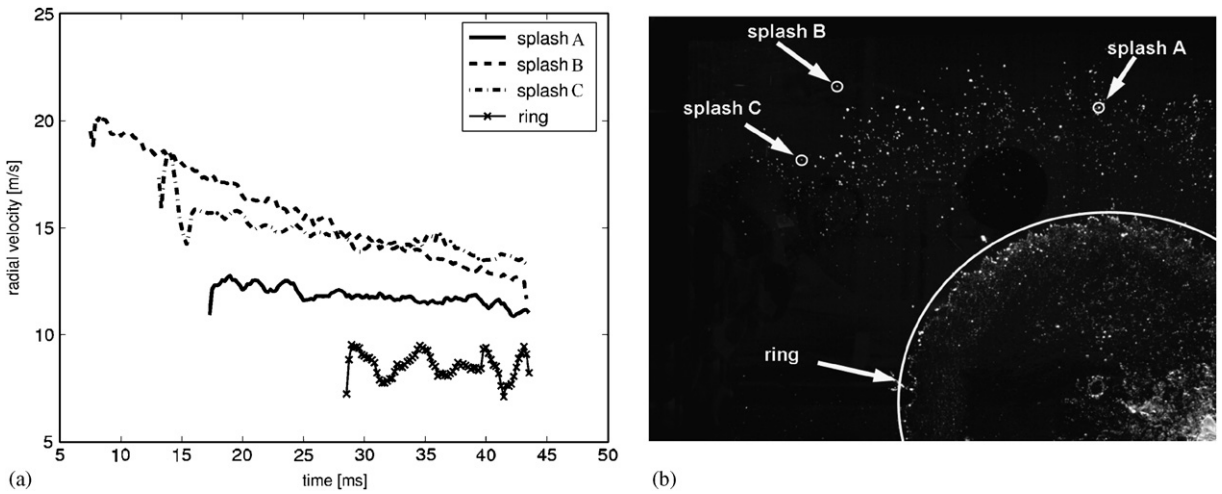 25
20
15
10
5
radial velocity [m/s]
splash A
splash B
splash C
ring
5 10 15 20 25 30 35 40 45 50
time [ms]
(a)
splash B
splash A
splash C
ring
(b)